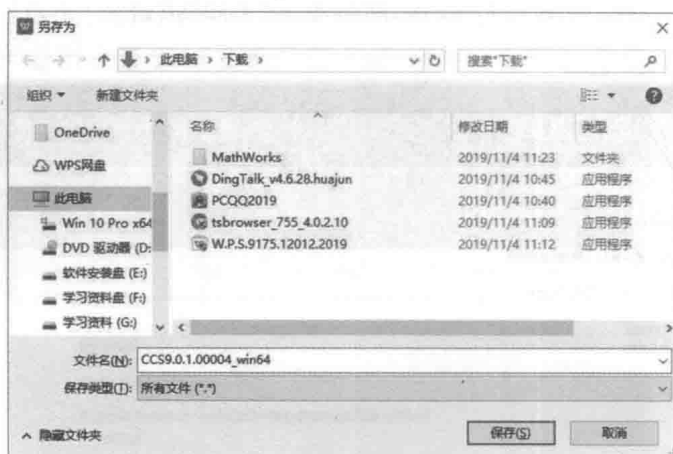 另存为
此电脑 › 下载 ›
搜索"下载"
组织 新建文件夹
名称 修改日期 类型
OneDrive
WPS网盘
此电脑
Win 10 Pro x64
DVD 驱动器 (D:
软件安装盘 (E:)
学习资料盘 (F:)
学习资料 (G:)
MathWorks 2019/11/4 11:23 文件夹
DingTalk_v4.6.28.huajun 2019/11/4 10:45 应用程序
PCQQ2019 2019/11/4 10:40 应用程序
tsbrowser_755_4.0.2.10 2019/11/4 11:09 应用程序
W.P.S.9175.12012.2019 2019/11/4 11:12 应用程序
文件名(N): CCS9.0.1.00004_win64
保存类型(T): 所有文件 (*.*)
隐藏文件夹
保存(S) 取消